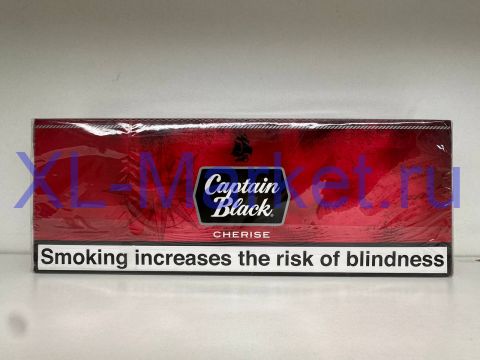 Captain
Black
CHERISE
Smoking increases the risk of blindness
XL-Market.ru